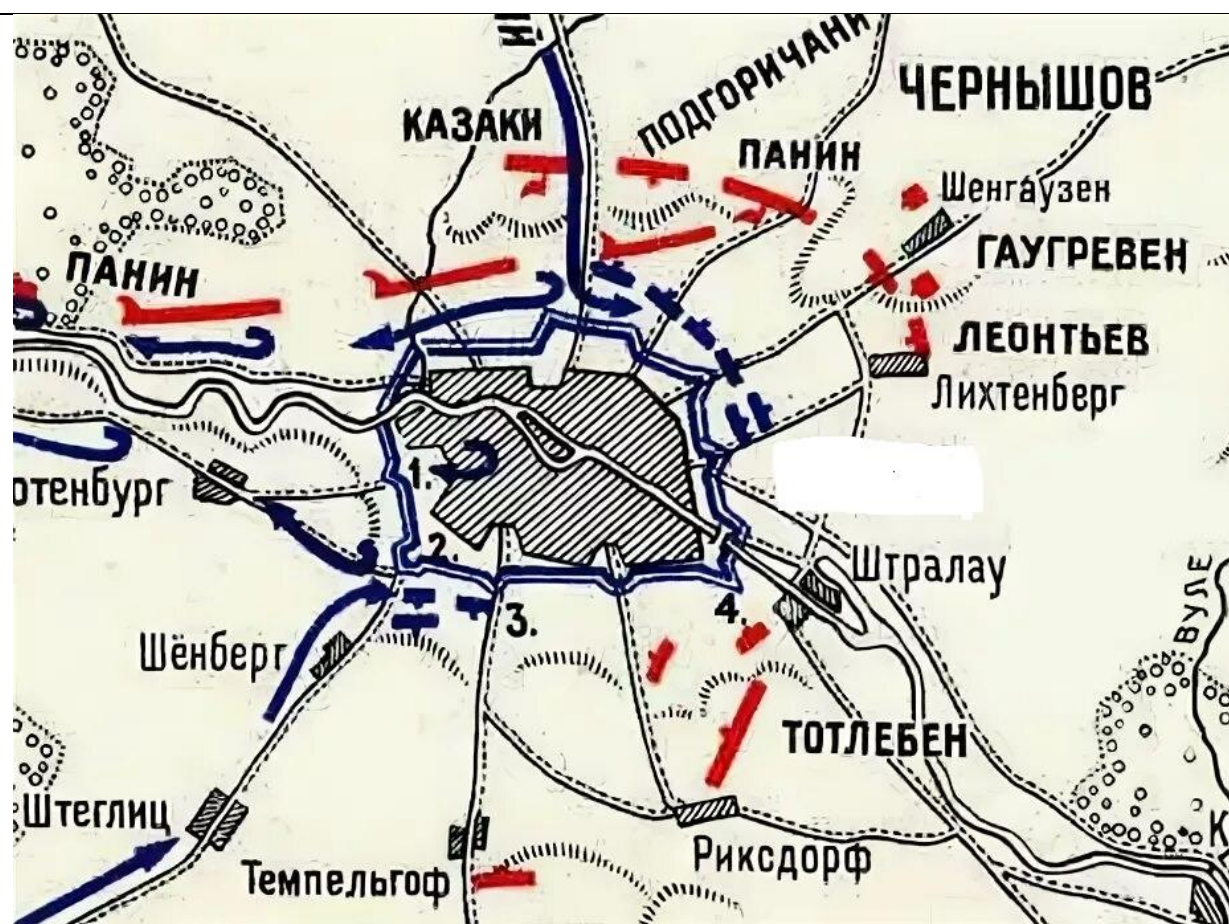 ПОДГОРИЧАНИ
КАЗАКИ
ЧЕРНЫШОВ
ПАНИН
Шенгаузен
ГАУГРЕВЕН
ПАНИН
ЛЕОНТЬЕВ
Лихтенберг
1.
отенбург
2.
Штралау
3.
4.
Шёнберг
ВУЛЕ
ТОТЛЕБЕН
Штеглиц
Темпельгоф
Риксдорф
К